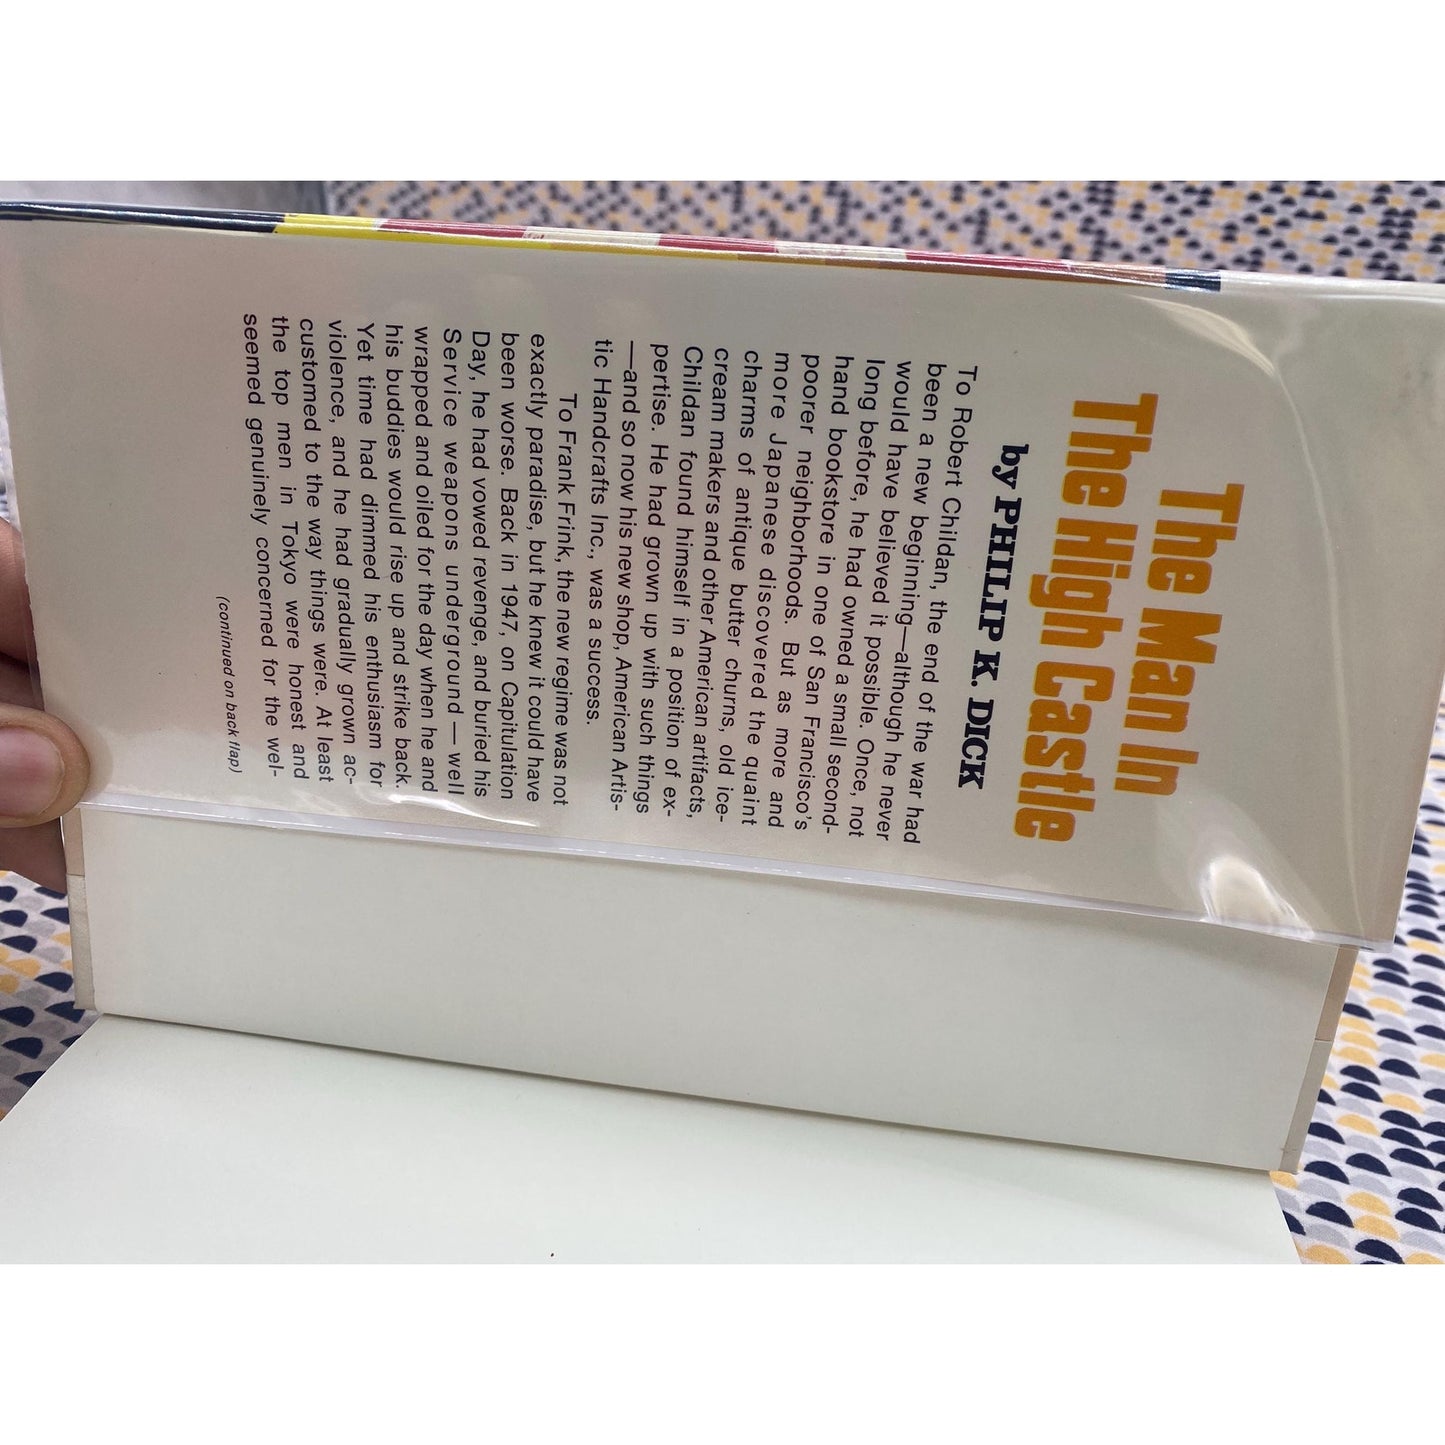 The Man In
The High Castle
by PHILIP K. DICK
To Robert Childan, the end of the war had
been a new beginning—although he never
would have believed it possible. Once, not
long before, he had owned a small second-
hand bookstore in one of San Francisco's
poorer neighborhoods. But as more and
more Japanese discovered the quaint
charms of antique butter churns, old ice-
cream makers and other American artifacts,
Childan found himself in a position of ex-
pertise. He had grown up with such things
—and so now his new shop, American Artis-
tic Handcrafts Inc., was a success.
To Frank Frink, the new regime was not
exactly paradise, but he knew it could have
been worse. Back in 1947, on Capitulation
Day, he had vowed revenge, and buried his
Service weapons underground — well
wrapped and oiled for the day when he and
his buddies would rise up and strike back.
Yet time had dimmed his enthusiasm for
violence, and he had gradually grown ac-
customed to the way things were. At least
the top men in Tokyo were honest and
seemed genuinely concerned for the wel-
(continued on back flap)